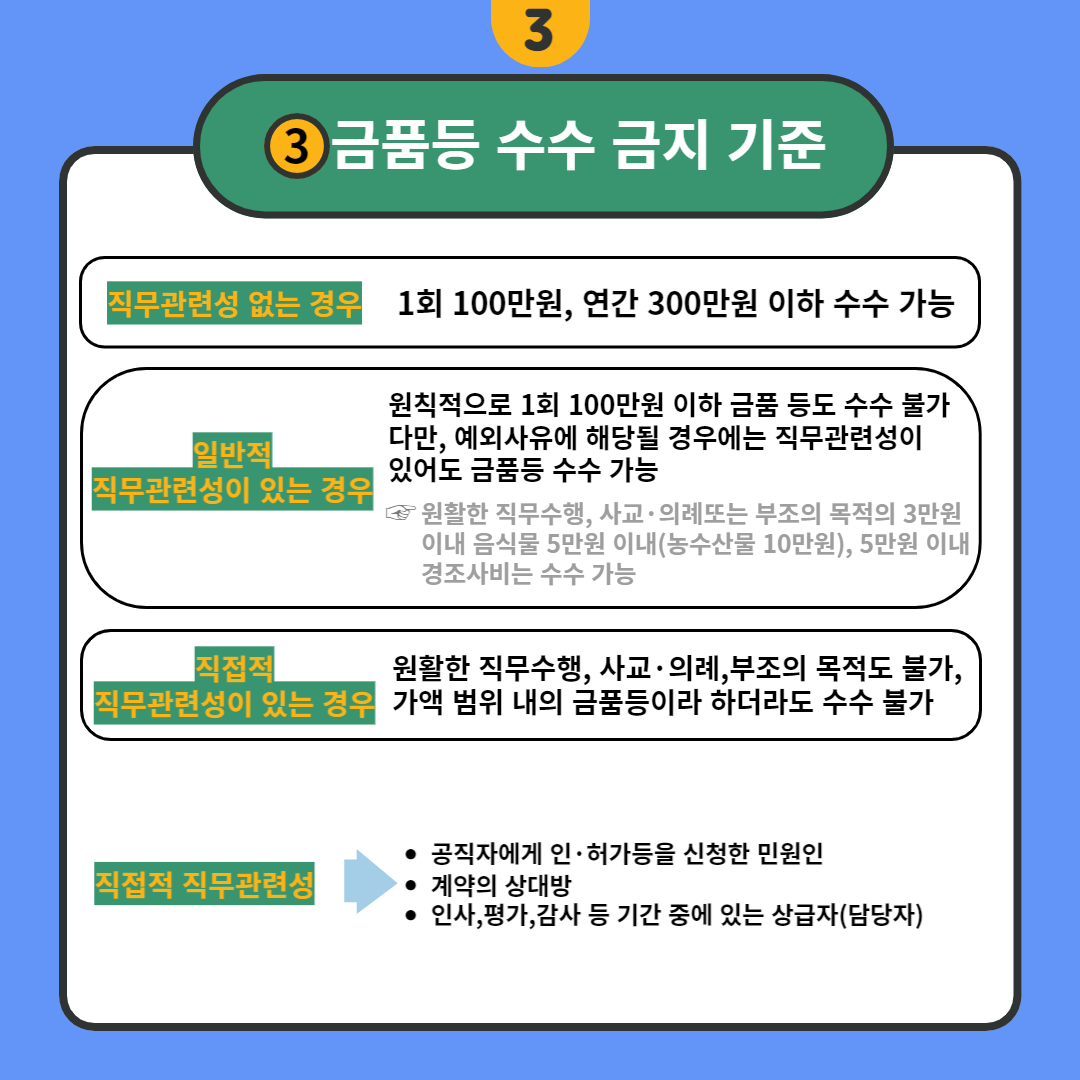 3
③금품등 수수 금지 기준
직무관련성 없는 경우
1회 100만원, 연간 300만원 이하 수수 가능
일반적
직무관련성이 있는 경우
원칙적으로 1회 100만원 이하 금품 등도 수수 불가
다만, 예외사유에 해당될 경우에는 직무관련성이
있어도 금품등 수수 가능
☞ 원활한 직무수행, 사교·의례또는 부조의 목적의 3만원
이내 음식물 5만원 이내(농수산물 10만원), 5만원 이내
경조사비는 수수 가능
직접적
직무관련성이 있는 경우
원활한 직무수행, 사교·의례,부조의 목적도 불가,
가액 범위 내의 금품등이라 하더라도 수수 불가
직접적 직무관련성
• 공직자에게 인·허가등을 신청한 민원인
• 계약의 상대방
• 인사,평가,감사 등 기간 중에 있는 상급자(담당자)